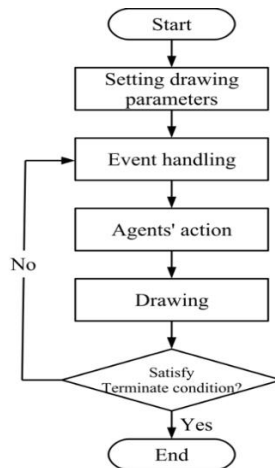 Start
Setting drawing
parameters
Event handling
Agents' action
No
Drawing
Satisfy
Terminate condition?
Yes
End